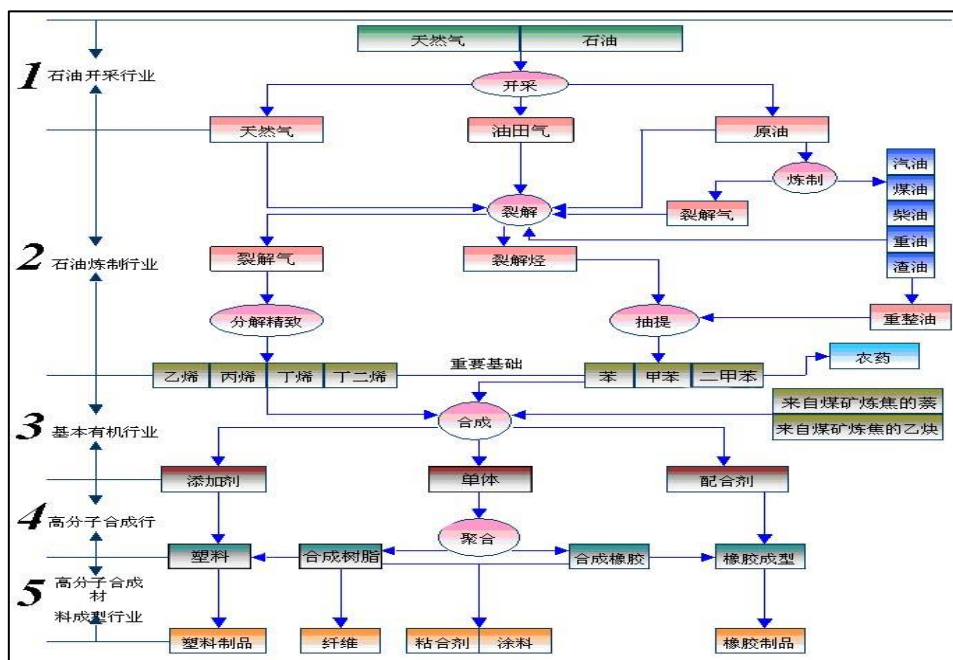 天然气
石油
1
石油开采行业
开采
天然气
油田气
原油
汽油
炼制
煤油
裂解
裂解气
柴油
重油
2
石油炼制行业
裂解气
裂解烃
渣油
分解精致
抽提
重整油
乙烯
丙烯
丁烯
丁二烯
重要基础
苯
甲苯
二甲苯
农药
3
基本有机行业
合成
来自煤矿炼焦的萘
来自煤矿炼焦的乙炔
添加剂
单体
配合剂
4
高分子合成行
聚合
塑料
合成树脂
合成橡胶
橡胶成型
5
高分子合成
材
料成型行业
塑料制品
纤维
粘合剂
涂料
橡胶制品